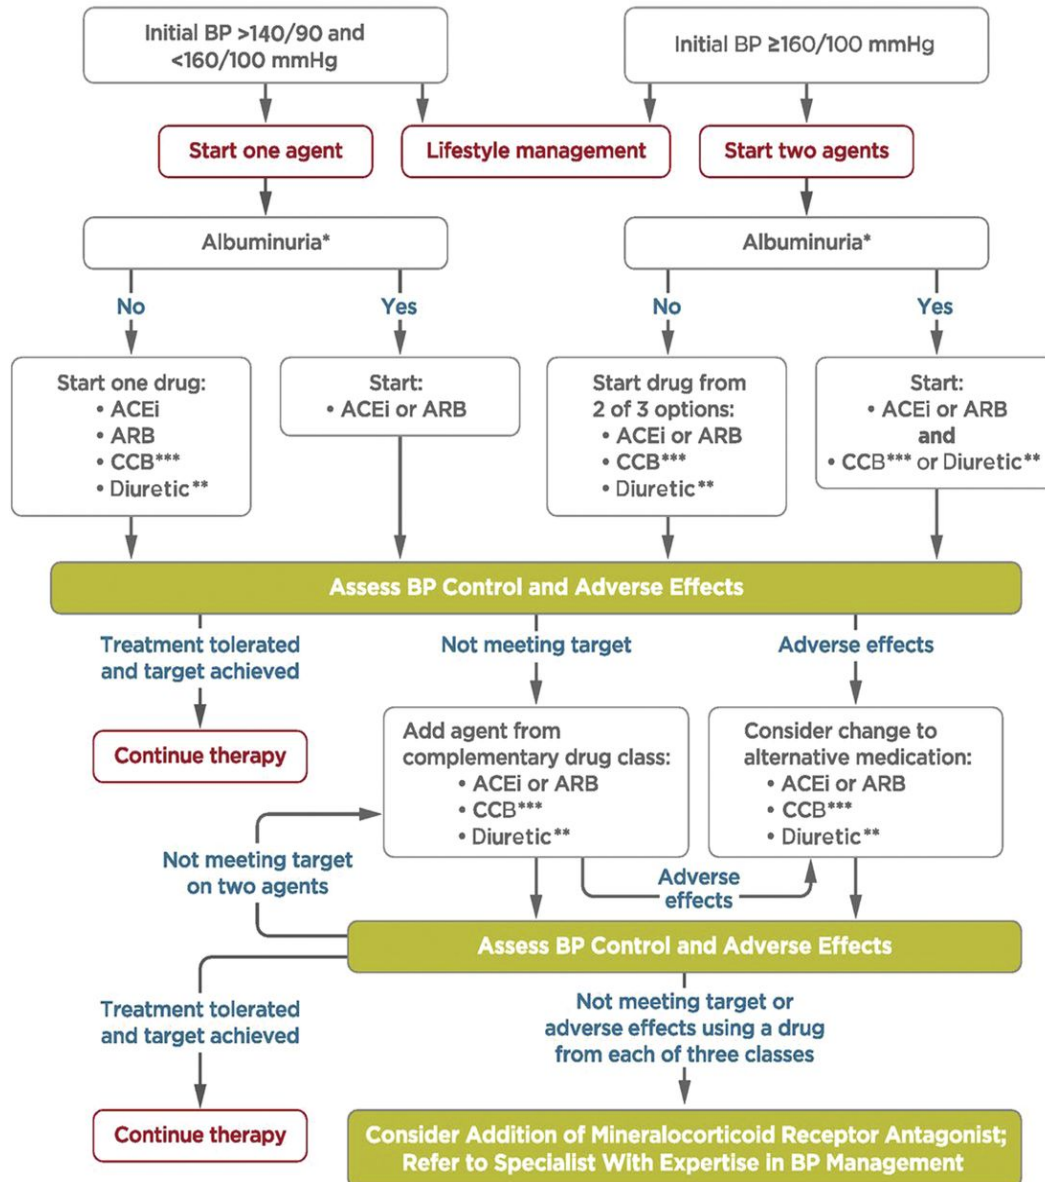 Initial BP >140/90 and
<160/100 mmHg
Initial BP ≥160/100 mmHg
Start one agent
Lifestyle management
Start two agents
Albuminuria*
Albuminuria*
No
Yes
No
Yes
Start one drug:
• ACEi
• ARB
• CCB***
• Diuretic**
Start:
• ACEi or ARB
Start drug from
2 of 3 options:
• ACEi or ARB
• CCB***
• Diuretic**
Start:
• ACEi or ARB
and
• CCB*** or Diuretic**
Assess BP Control and Adverse Effects
Treatment tolerated
and target achieved
Not meeting target
Adverse effects
Continue therapy
Add agent from
complementary drug class:
• ACEi or ARB
• CCB***
• Diuretic**
Consider change to
alternative medication:
• ACEi or ARB
• CCB***
• Diuretic**
Not meeting target
on two agents
Adverse
effects
Assess BP Control and Adverse Effects
Treatment tolerated
and target achieved
Not meeting target or
adverse effects using a drug
from each of three classes
Continue therapy
Consider Addition of Mineralocorticoid Receptor Antagonist;
Refer to Specialist With Expertise in BP Management